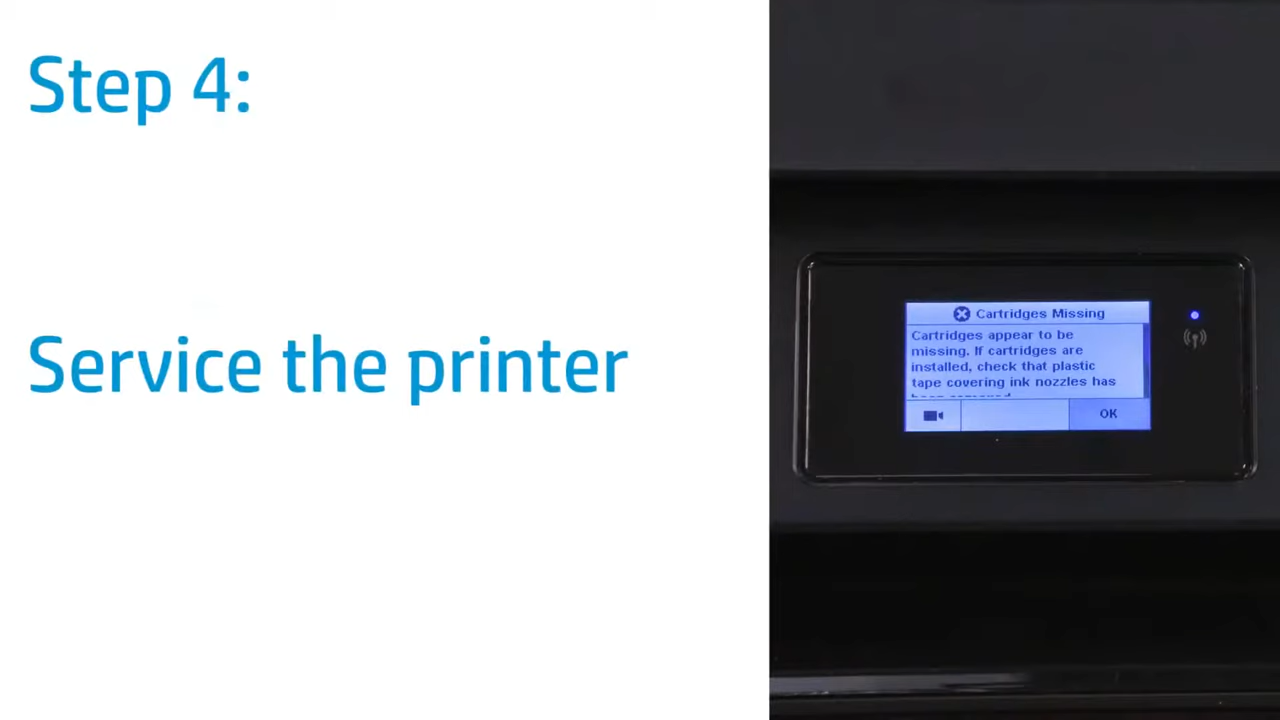 Step 4:
Service the printer
Cartridges Missing
Cartridges appear to be
missing. If cartridges are
installed, check that plastic
tape covering ink nozzles has
OK